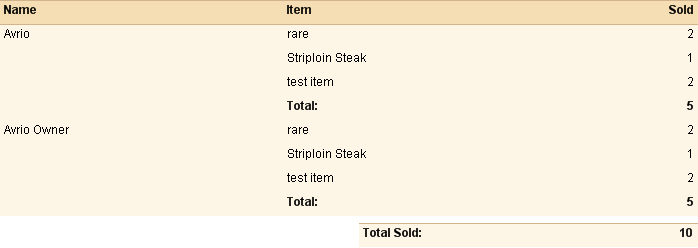 Name Item Sold
Avrio rare 2
Striploin Steak 1
test item 2
Total: 5
Avrio Owner rare 2
Striploin Steak 1
test item 2
Total: 5
Total Sold: 10